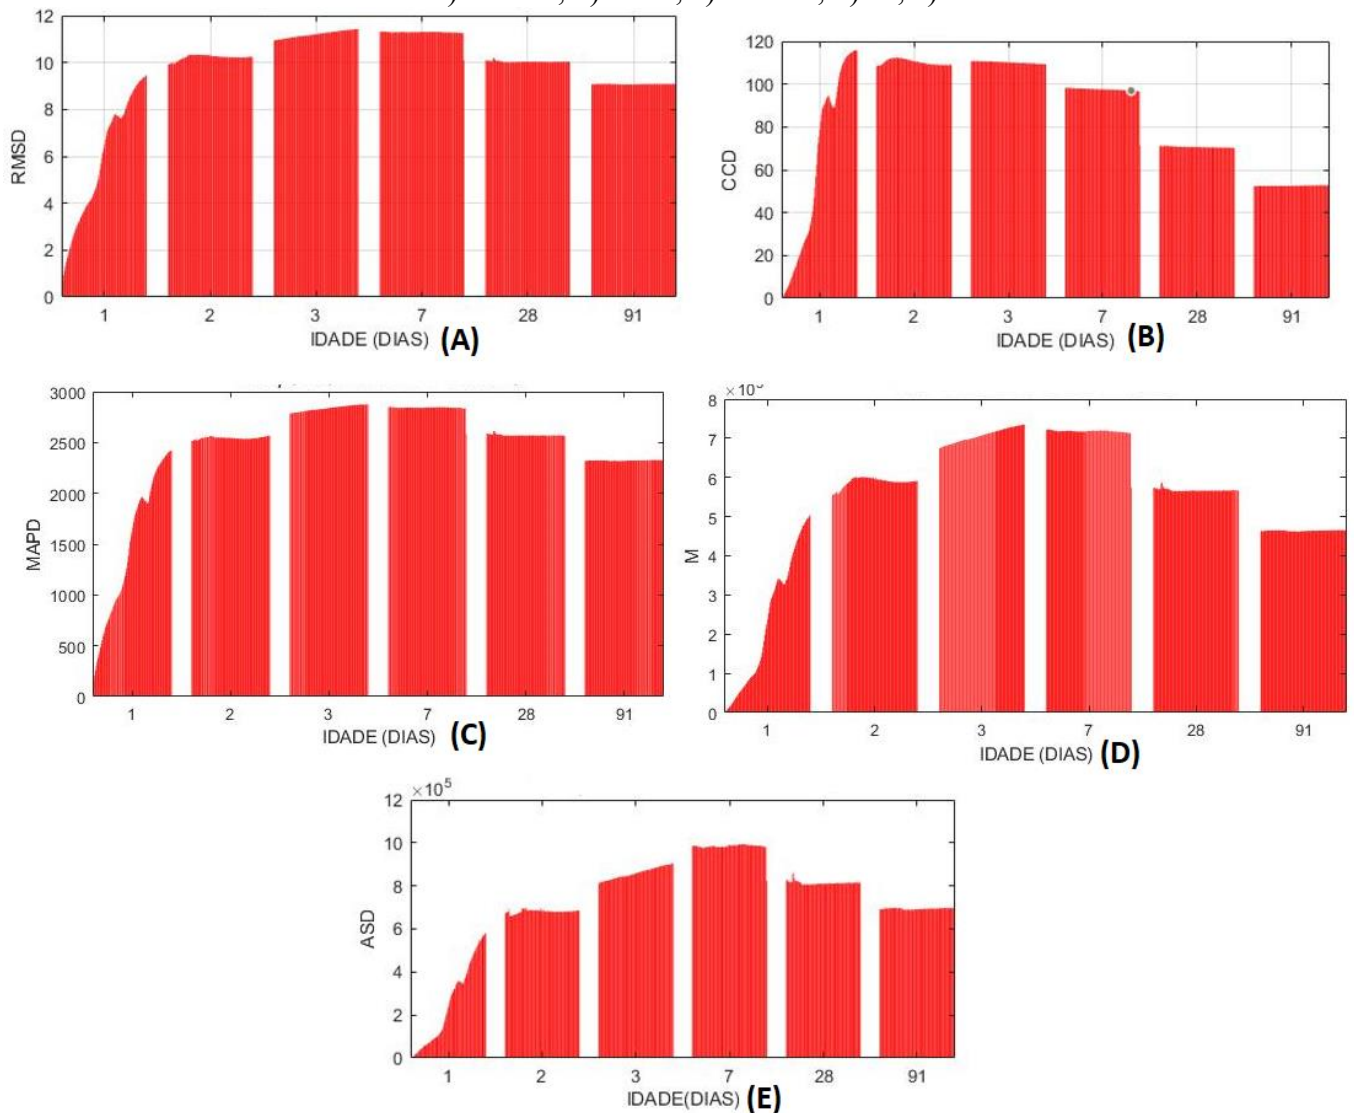 12
10
8
6
4
2
0
RMSD
1 2 3 7 28 91
IDADE (DIAS) (A)
120
100
80
60
40
20
0
CCD
1 2 3 7 28 91
IDADE (DIAS) (B)
3000
2500
2000
1500
1000
500
0
MAPD
1 2 3 7 28 91
IDADE (DIAS) (C)
8
7
6
5
4
3
2
1
0
M
1 2 3 7 28 91
IDADE (DIAS) (D)
×10⁵
12
10
8
6
4
2
0
ASD
1 2 3 7 28 91
IDADE(DIAS) (E)